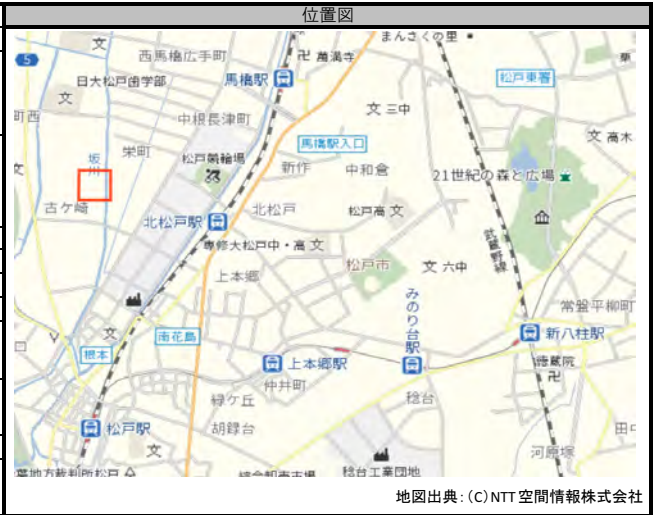 位置図
まんさくの里
文
西馬橋広手町
卍 萬満寺
5
日大松戸歯学部
馬橋駅
松戸東署
文
文 三中
中根長津町
町西
馬橋駅入口
文 高木
坂川
栄町
松戸競輪場
新作
中和倉
21世紀の森と広場
古ケ崎
北松戸
松戸高 文
北松戸駅
専修大松戸中・高 文
武蔵野線
上本郷
松戸市
文 六中
みのり台駅
常盤平柳町
文
南花島
新八柱駅
根本
上本郷駅
徳蔵院
卍
仲井町
緑ケ丘
稔台
松戸駅
胡録台
文
河原塚
稔台工業団地
地図出典:(C)NTT空間情報株式会社